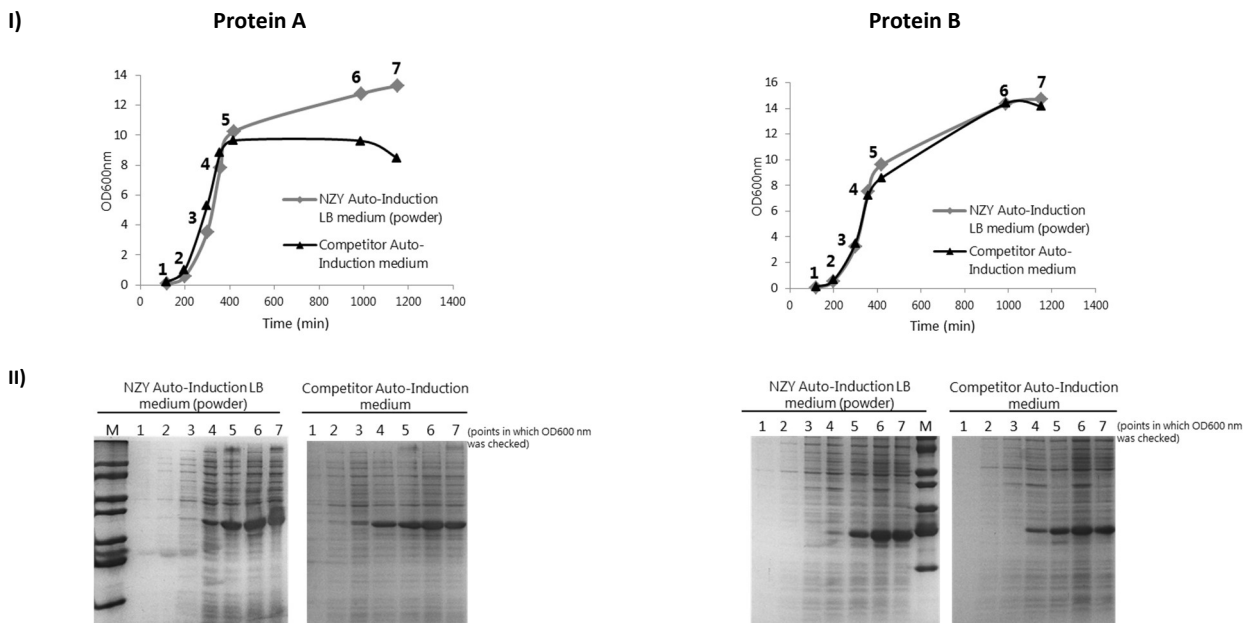 I)
Protein A
Protein B
14
12
10
8
6
4
2
0
OD600nm
1
2
3
4
5
6
7
NZY Auto-Induction
LB medium (powder)
Competitor Auto-
Induction medium
0
200
400
600
800
1000
1200
1400
Time (min)
16
14
12
10
8
6
4
2
0
OD600nm
1
2
3
4
5
6
7
NZY Auto-Induction
LB medium (powder)
Competitor Auto-
Induction medium
0
200
400
600
800
1000
1200
1400
Time (min)
II)
NZY Auto-Induction LB
medium (powder)
Competitor Auto-Induction
medium
M 1 2 3 4 5 6 7
1 2 3 4 5 6 7
(points in which OD600 nm
was checked)
NZY Auto-Induction LB
medium (powder)
Competitor Auto-Induction
medium
1 2 3 4 5 6 7 M
1 2 3 4 5 6 7
(points in which OD600 nm
was checked)